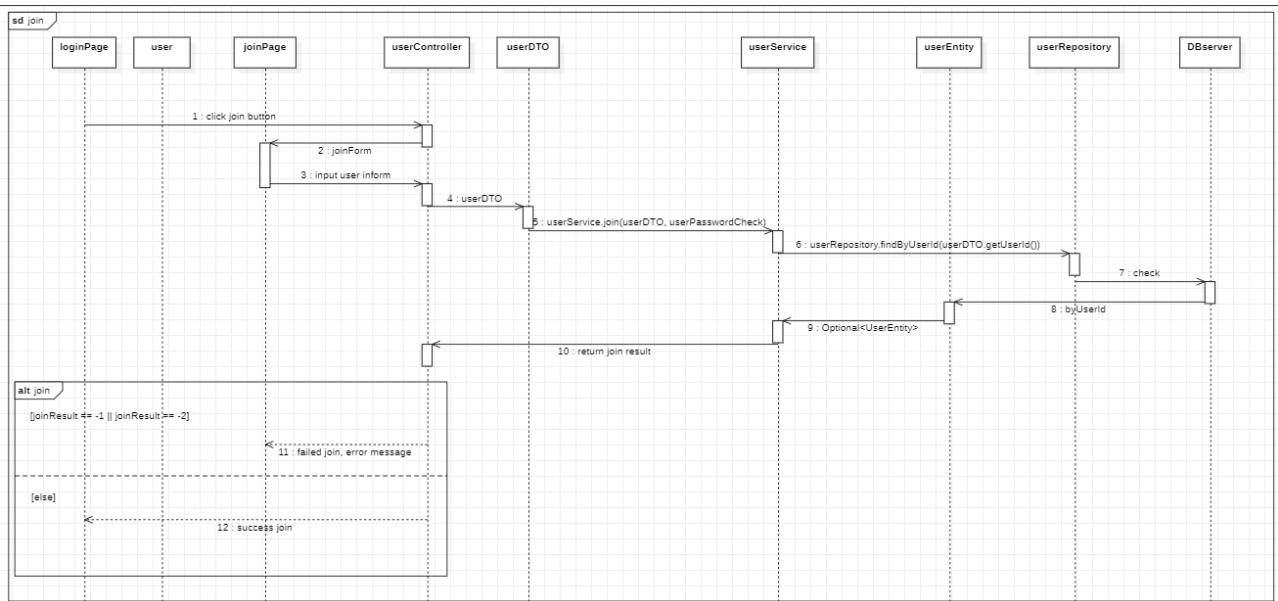 sd join
loginPage user joinPage userController userDTO userService userEntity userRepository DBserver
1 : click join button
2 : joinForm
3 : input user inform
4 : userDTO
5 : userService.join(userDTO, userPasswordCheck)
6 : userRepository.findByUserId(userDTO.getUserId())
7 : check
8 : byUserId
9 : Optional<UserEntity>
10 : return join result
alt join
[joinResult == -1 || joinResult == -2]
11 : failed join, error message
[else]
12 : success join